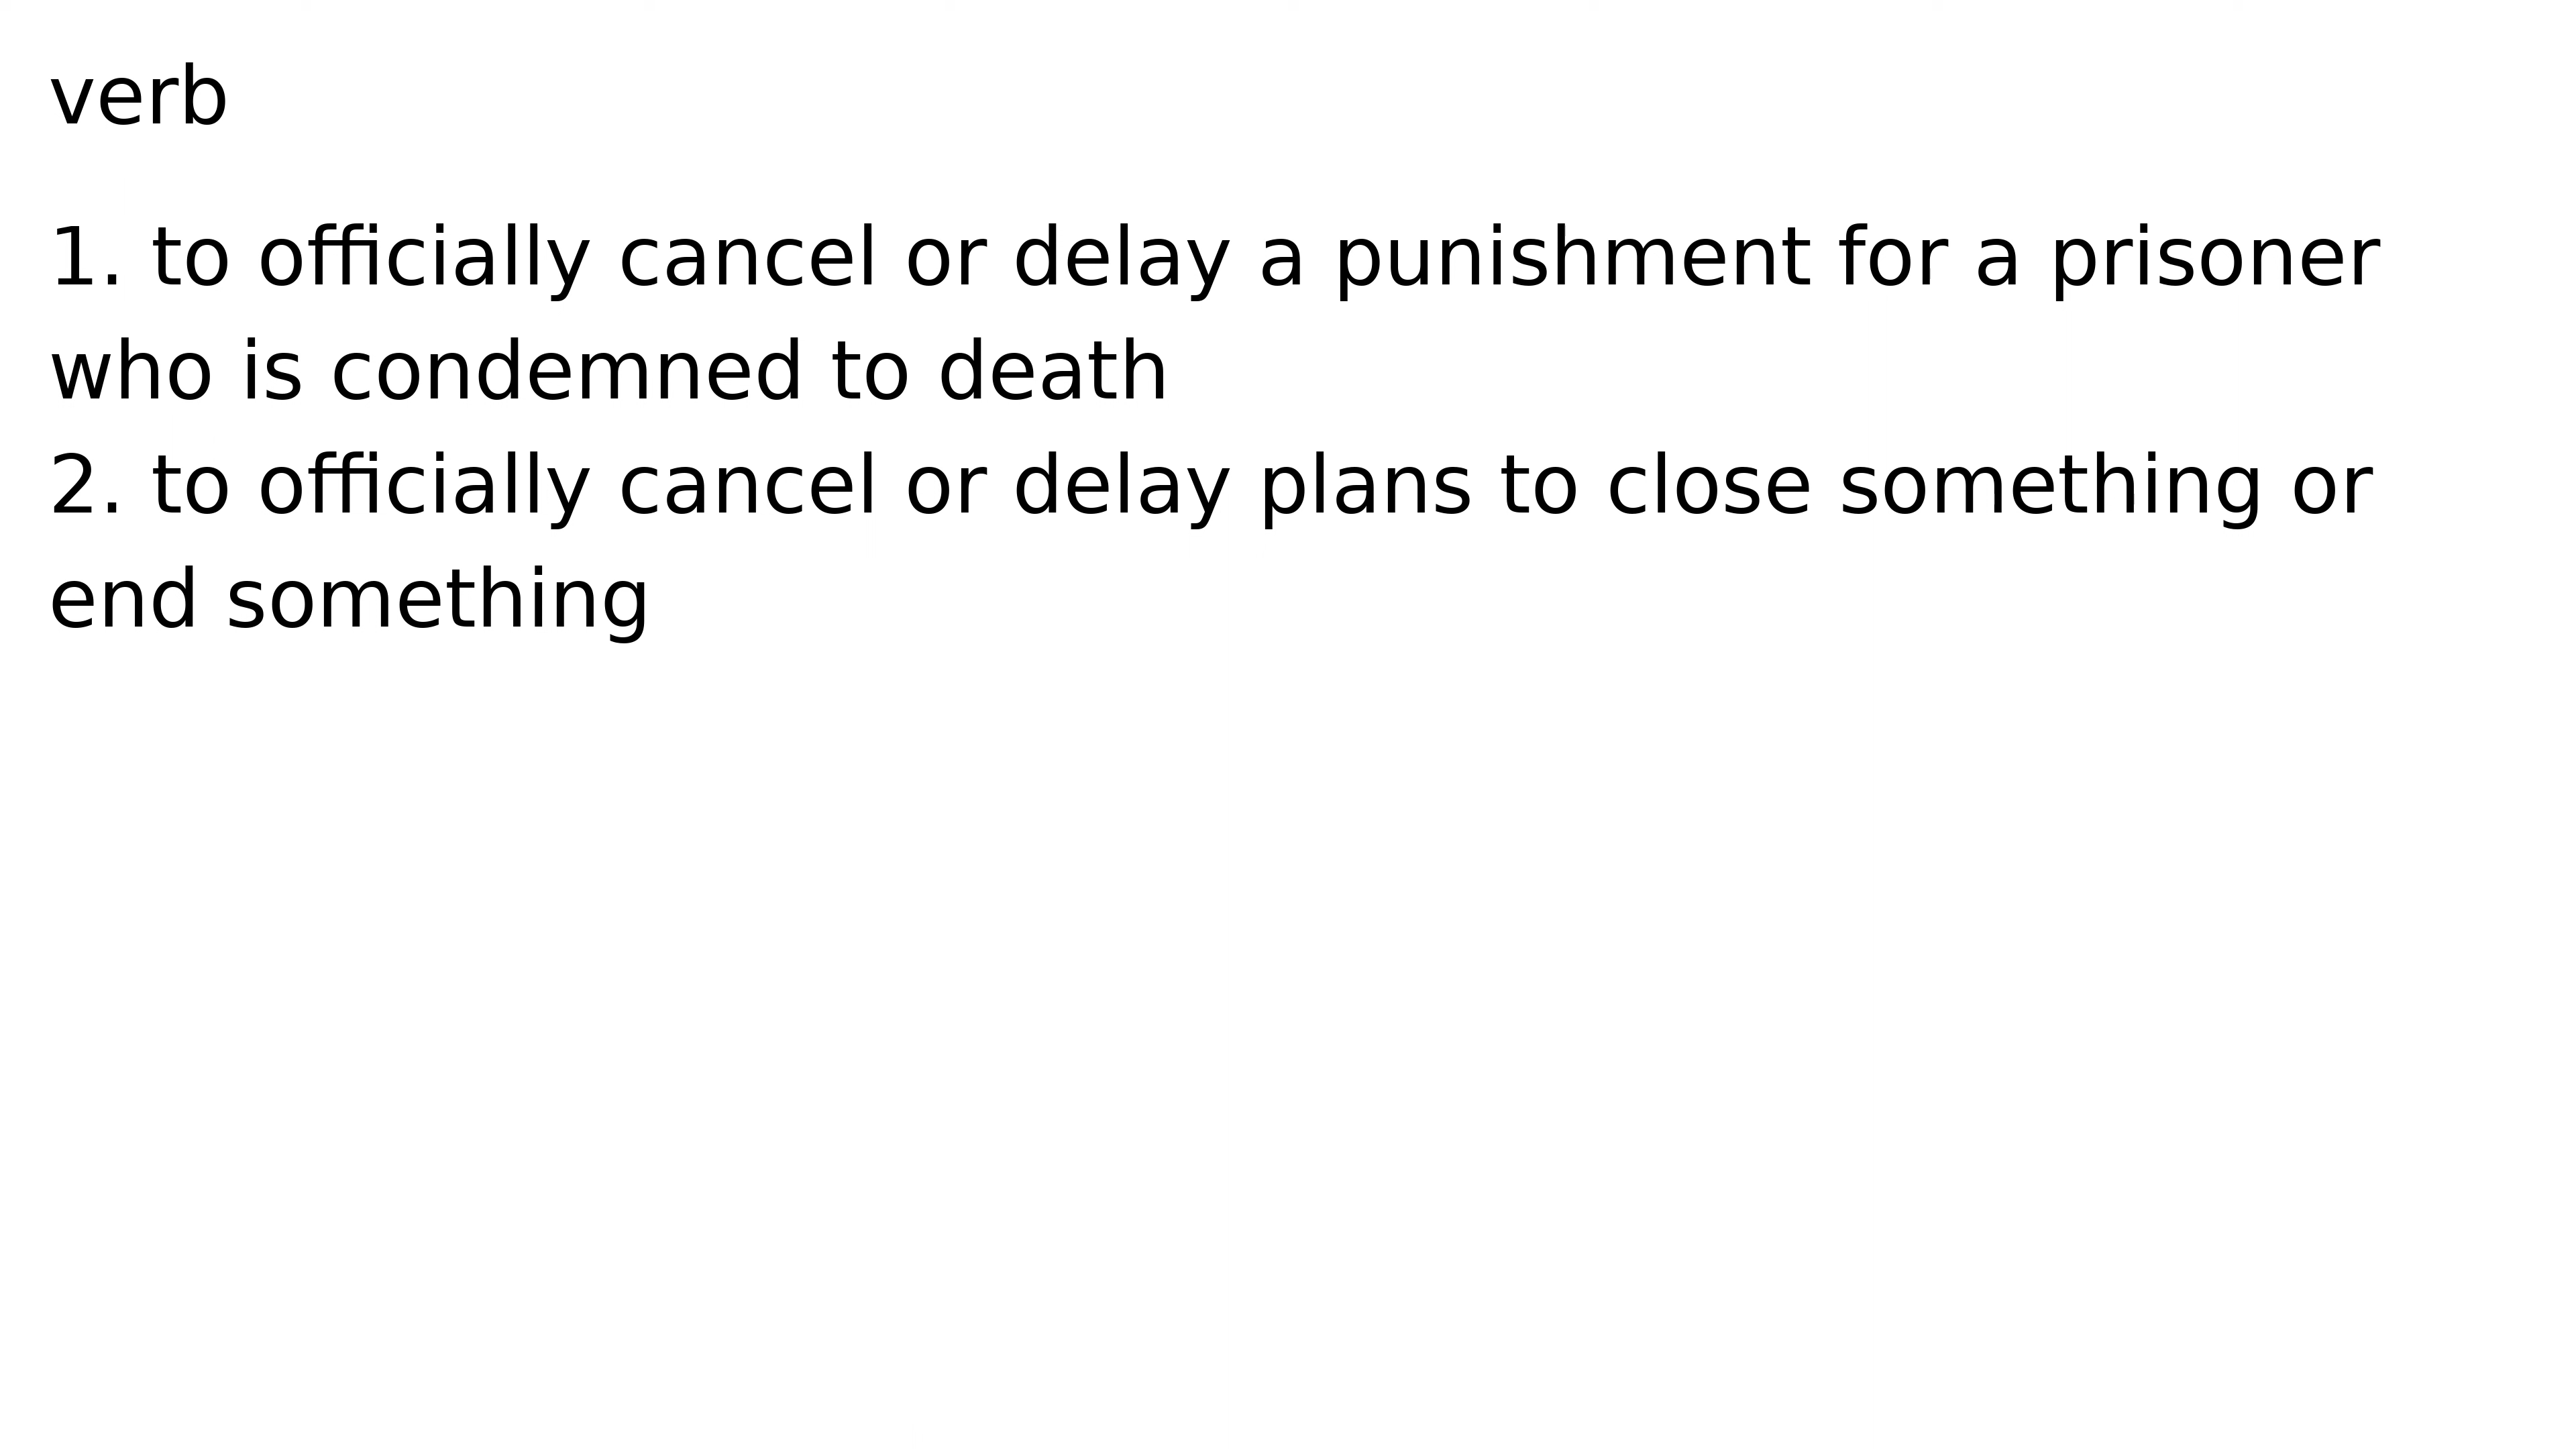 verb
1. to officially cancel or delay a punishment for a prisoner
who is condemned to death
2. to officially cancel or delay plans to close something or
end something